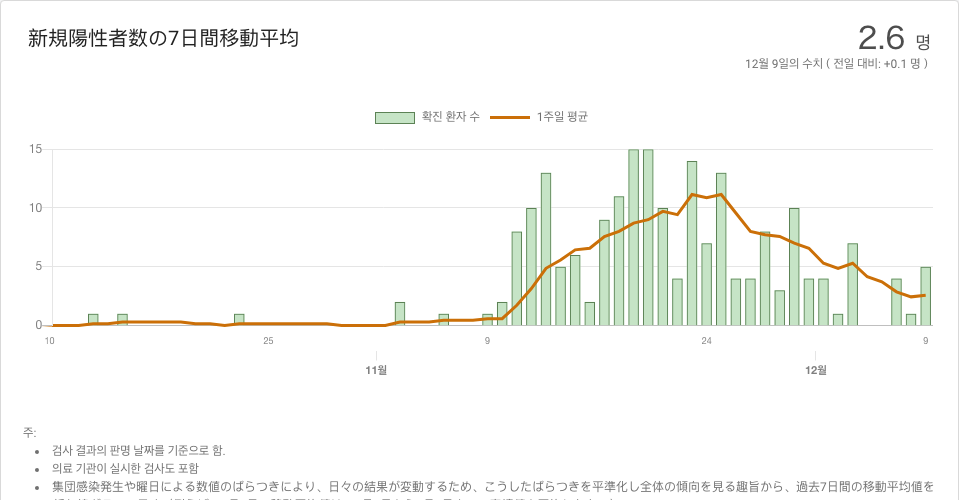 新規陽性者数の7日間移動平均
2.6 名
12월 9일의 수치 ( 전일 대비: +0.1 명 )
확진 환자 수 1주일 평균
15
10
5
0
10 25 9 24 9
11월 12월
주:
검사 결과의 판명 날짜를 기준으로 함.
의료 기관이 실시한 검사도 포함
集団感染発生や曜日による数値のばらつきにより、日々の結果が変動するため、こうしたばらつきを平準化し全体の傾向を見る趣旨から、過去7日間の移動平均値を